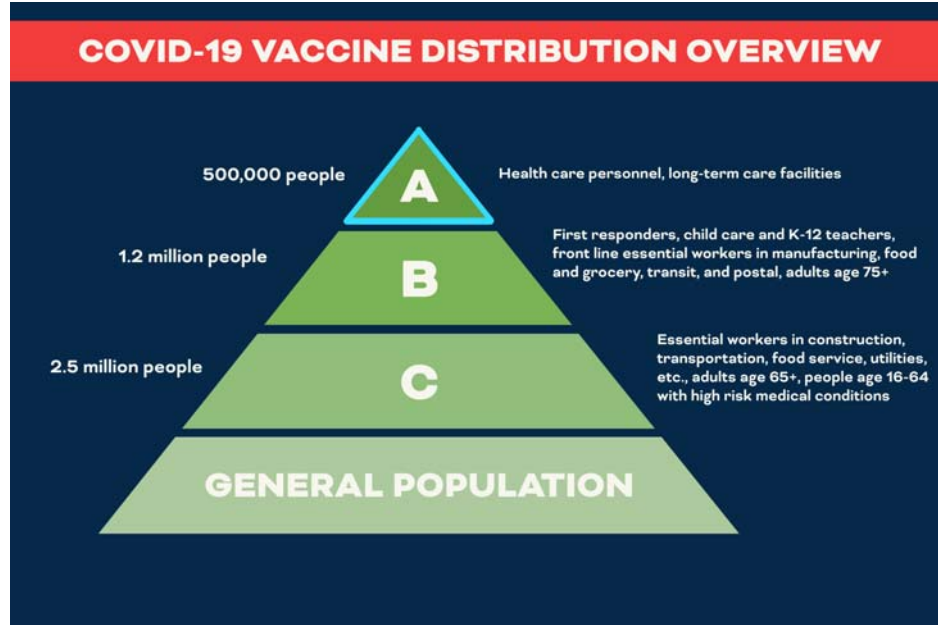 COVID-19 VACCINE DISTRIBUTION OVERVIEW
500,000 people
A
Health care personnel, long-term care facilities
1.2 million people
B
First responders, child care and K-12 teachers,
front line essential workers in manufacturing, food
and grocery, transit, and postal, adults age 75+
2.5 million people
C
Essential workers in construction,
transportation, food service, utilities,
etc., adults age 65+, people age 16-64
with high risk medical conditions
GENERAL POPULATION